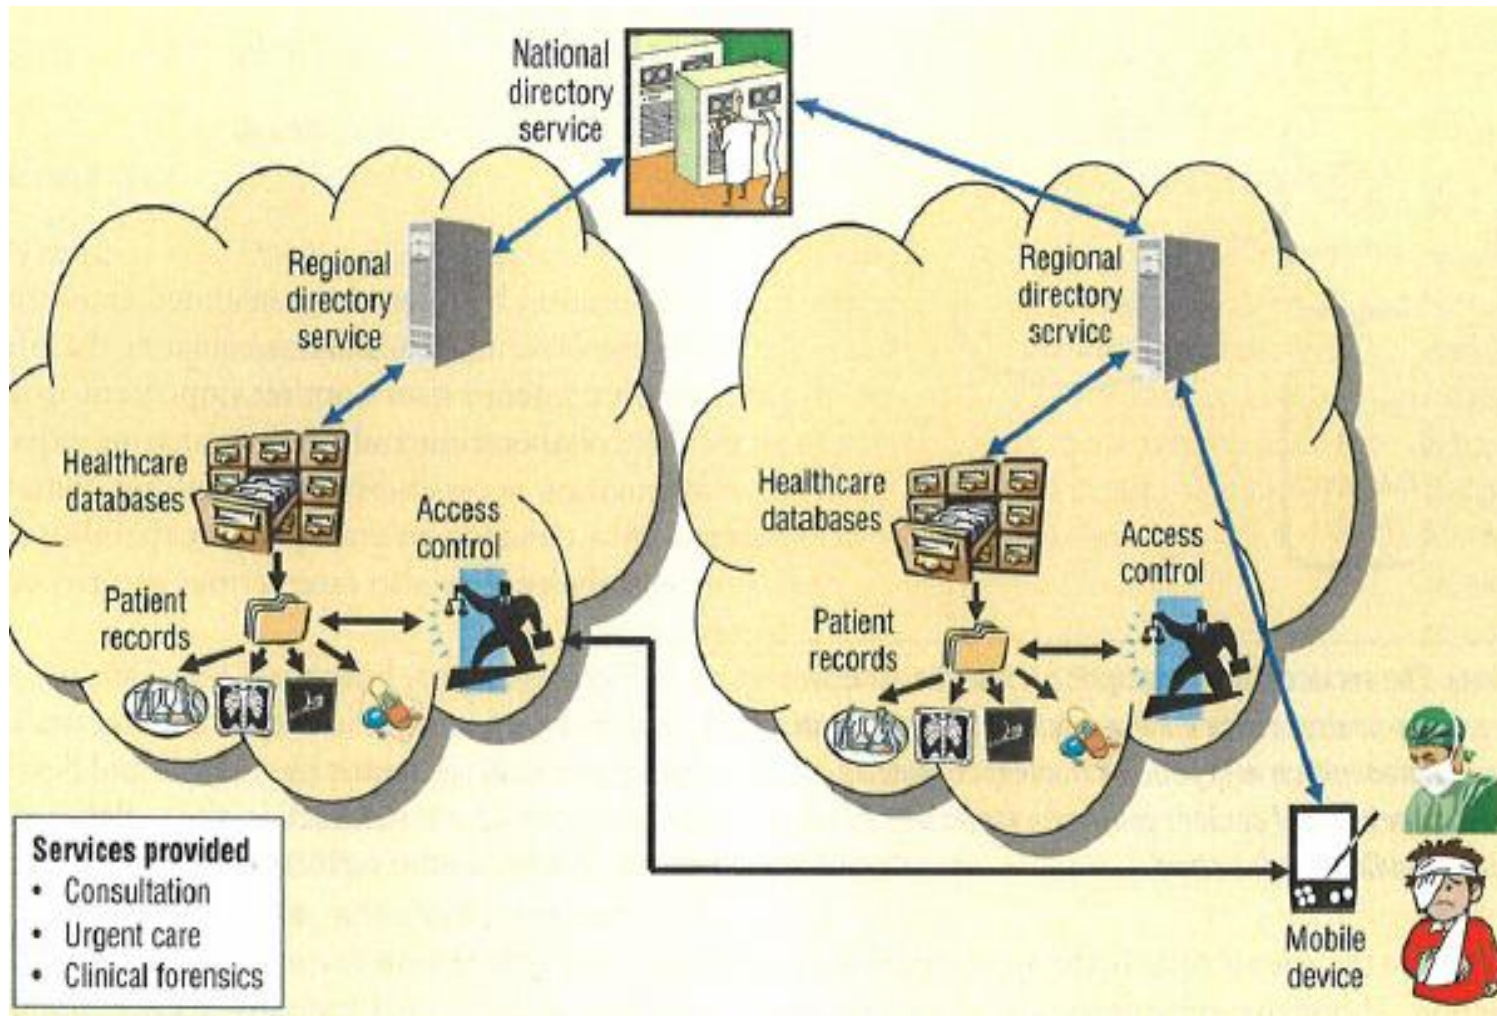 National
directory
service
Regional
directory
service
Regional
directory
service
Healthcare
databases
Access
control
Patient
records
Healthcare
databases
Access
control
Patient
records
Services provided
• Consultation
• Urgent care
• Clinical forensics
Mobile
device